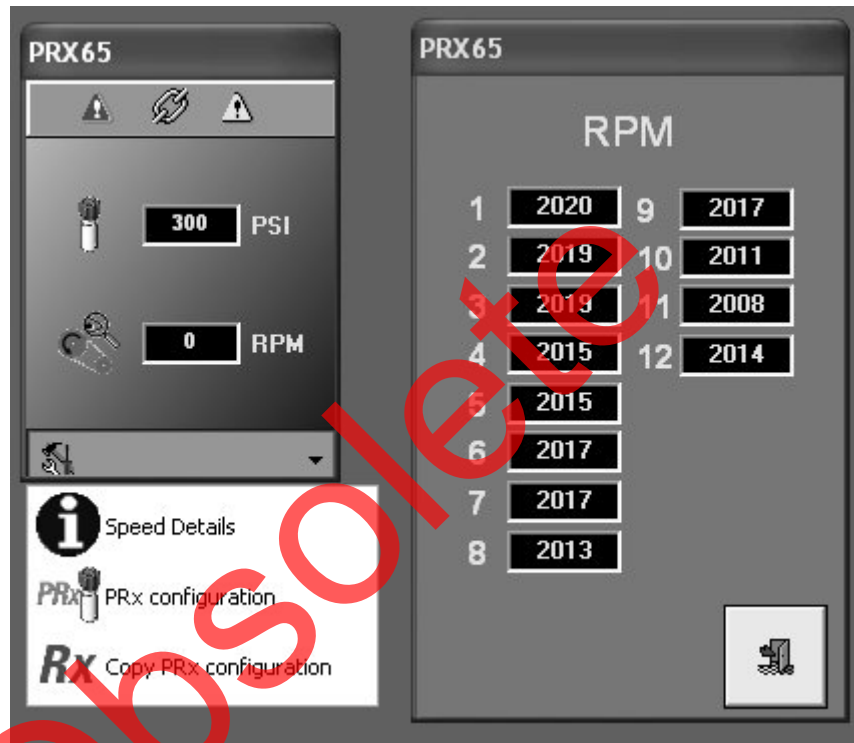 PRX65
300 PSI
0 RPM
Speed Details
PRx PRx configuration
Rx Copy PRx configuration
PRX65
RPM
1 2020 9 2017
2 2019 10 2011
3 2019 11 2008
4 2015 12 2014
5 2015
6 2017
7 2017
8 2013
Obsolete